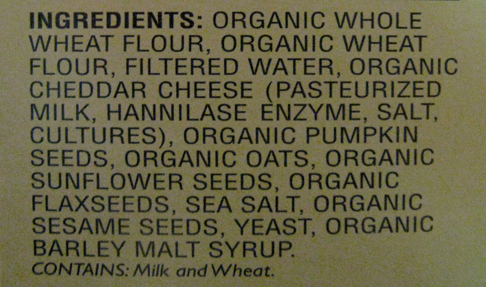 INGREDIENTS: ORGANIC WHOLE
WHEAT FLOUR, ORGANIC WHEAT
FLOUR, FILTERED WATER, ORGANIC
CHEDDAR CHEESE (PASTEURIZED
MILK, HANNILASE ENZYME, SALT,
CULTURES), ORGANIC PUMPKIN
SEEDS, ORGANIC OATS, ORGANIC
SUNFLOWER SEEDS, ORGANIC
FLAXSEEDS, SEA SALT, ORGANIC
SESAME SEEDS, YEAST, ORGANIC
BARLEY MALT SYRUP.
CONTAINS: Milk and Wheat.